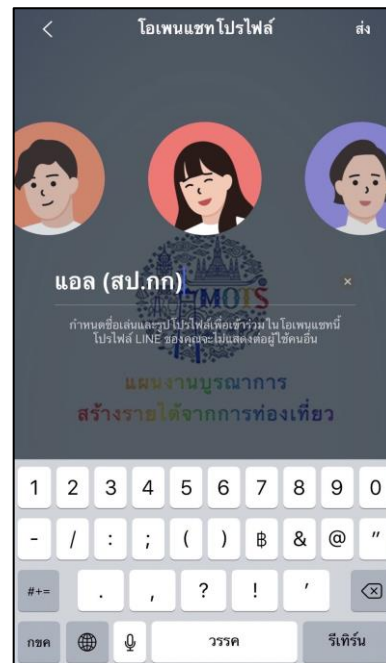 โอเพนแชทโปรไฟล์ ส่ง
แอล (สป.กก)
MOTS
กำหนดชื่อเล่นและรูปโปรไฟล์เพื่อเข้าร่วมในโอเพนแชทนี้
โปรไฟล์ LINE ของคุณจะไม่แสดงต่อผู้ใช้คนอื่น
แผนงานบูรณาการ
สร้างรายได้จากการท่องเที่ยว
1 2 3 4 5 6 7 8 9 0
- / : ; ( ) ฿ & @ "
#+= . , ? ! '
กขค วรรค รีเทิร์น